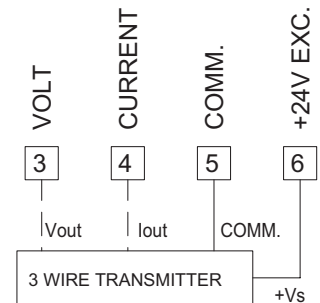 VOLT CURRENT COMM. +24V EXC.
3 4 5 6
Vout Iout COMM.
3 WIRE TRANSMITTER
+Vs